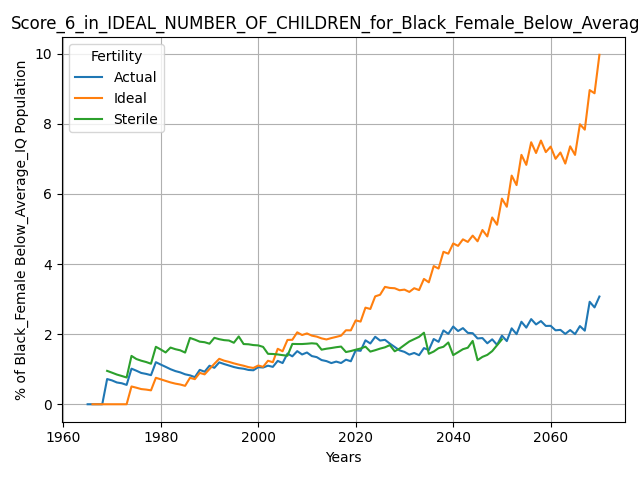 Score_6_in_IDEAL_NUMBER_OF_CHILDREN_for_Black_Female_Below_Averag
% of Black_Female Below_Average_IQ Population
10
8
6
4
2
0
Fertility
Actual
Ideal
Sterile
1960
1980
2000
2020
2040
2060
Years